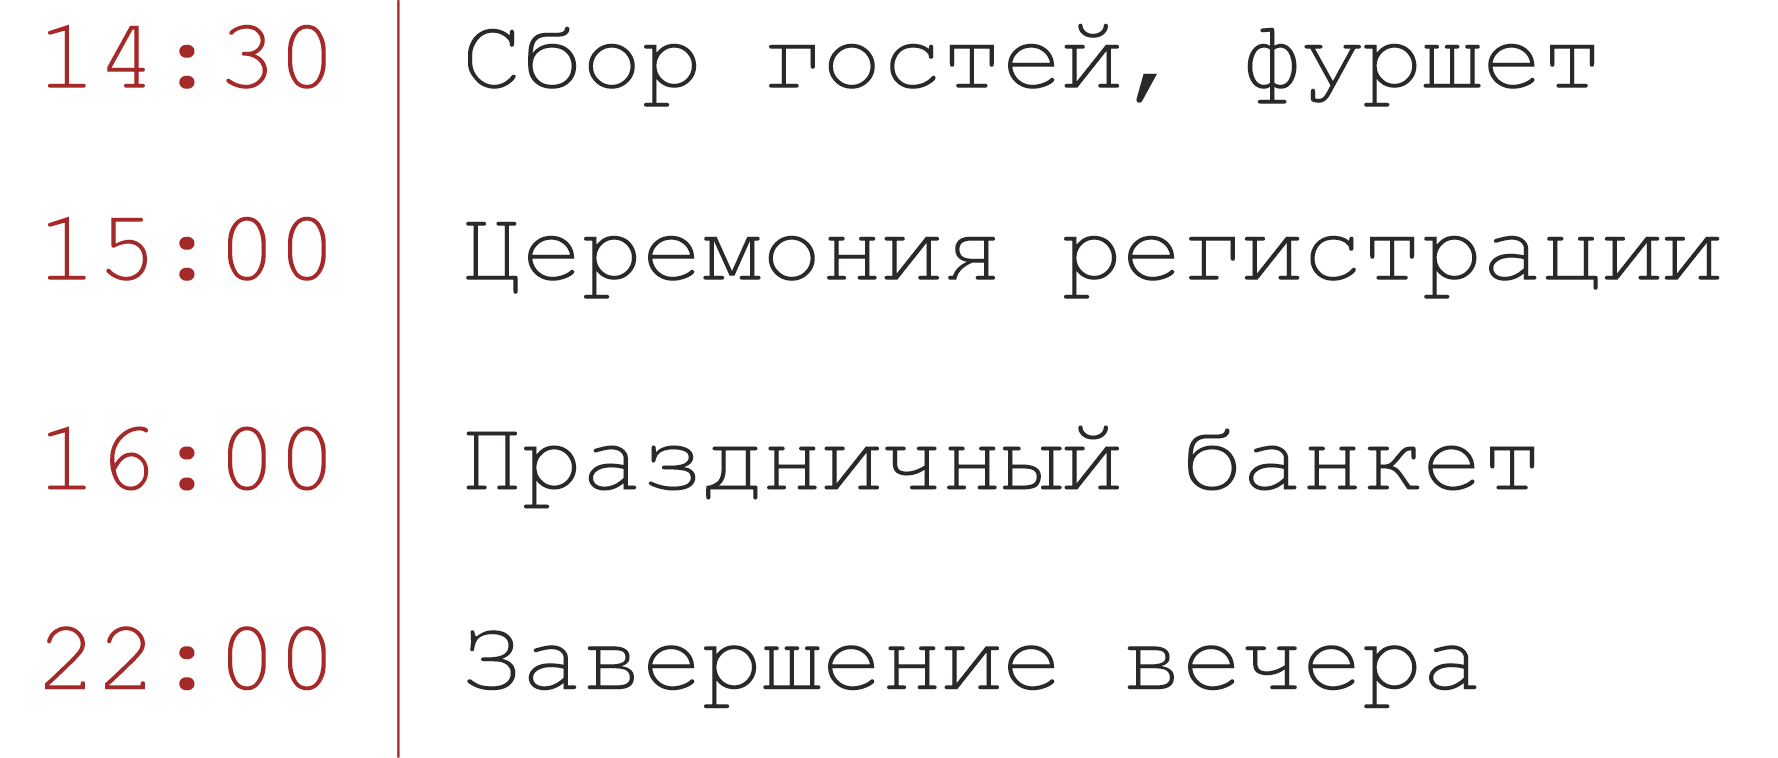 14:30 Сбор гостей, фуршет
15:00 Церемония регистрации
16:00 Праздничный банкет
22:00 Завершение вечера